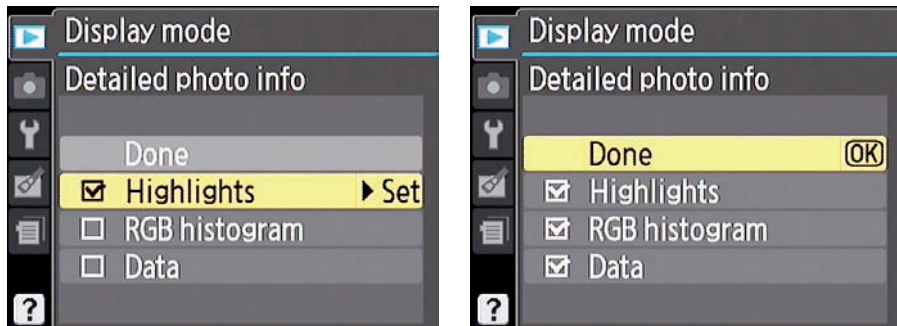 Display mode
Detailed photo info
Done
Highlights Set
RGB histogram
Data
?
Display mode
Detailed photo info
Done OK
Highlights
RGB histogram
Data
?